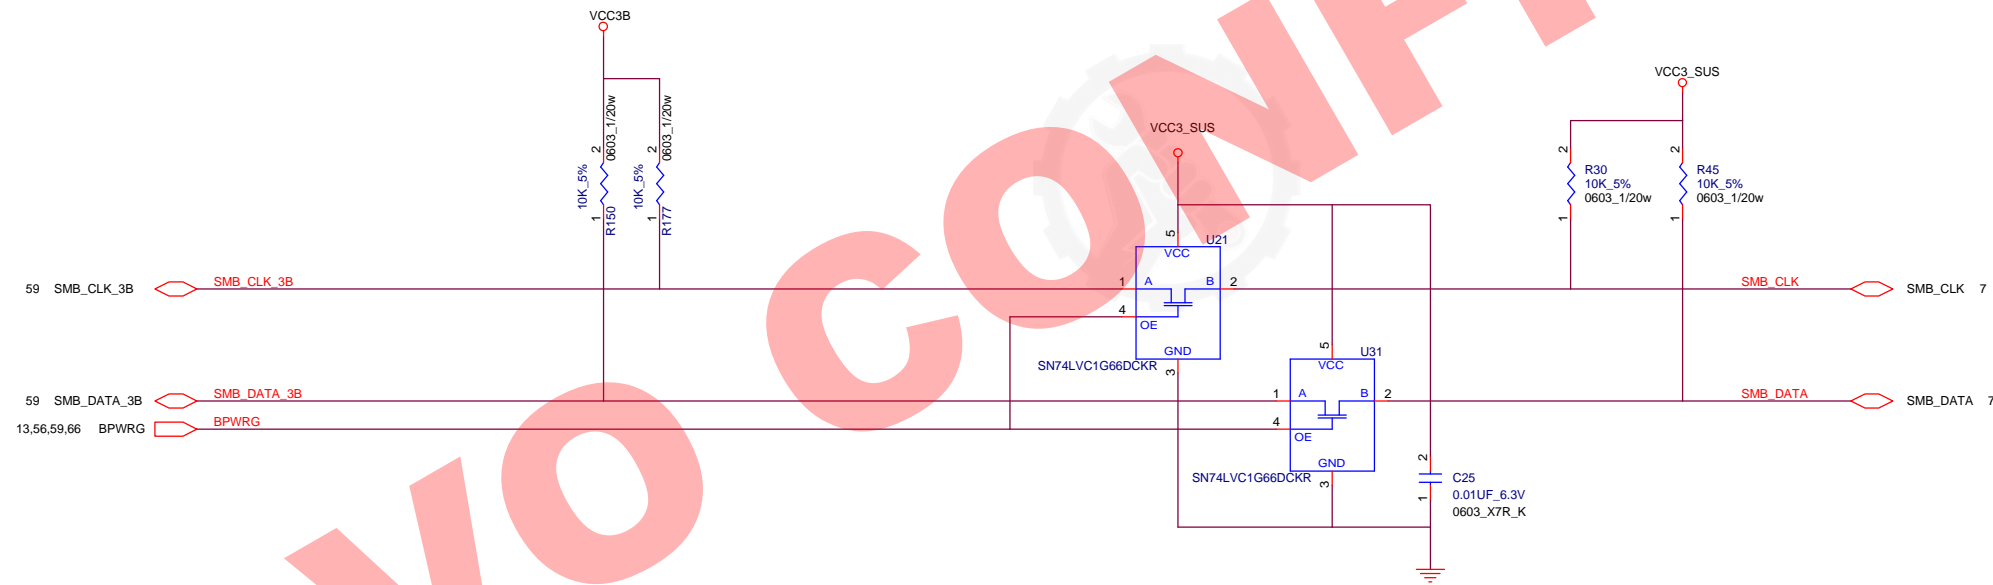 VCC3B
VCC3_SUS
VCC3_SUS
2
0603_1/20w
10K_5%
1
R150
2
0603_1/20w
10K_5%
1
R177
2
R30
10K_5%
0603_1/20w
1
2
R45
10K_5%
0603_1/20w
1
5
U21
VCC
59 SMB_CLK_3B
SMB_CLK_3B
1
A
B
2
SMB_CLK
SMB_CLK 7
4
OE
GND
SN74LVC1G66DCKR
3
5
U31
VCC
59 SMB_DATA_3B
SMB_DATA_3B
1
A
B
2
SMB_DATA
SMB_DATA 7
13,56,59,66 BPWRG
BPWRG
4
OE
GND
SN74LVC1G66DCKR
3
2
C25
0.01UF_6.3V
0603_X7R_K
1